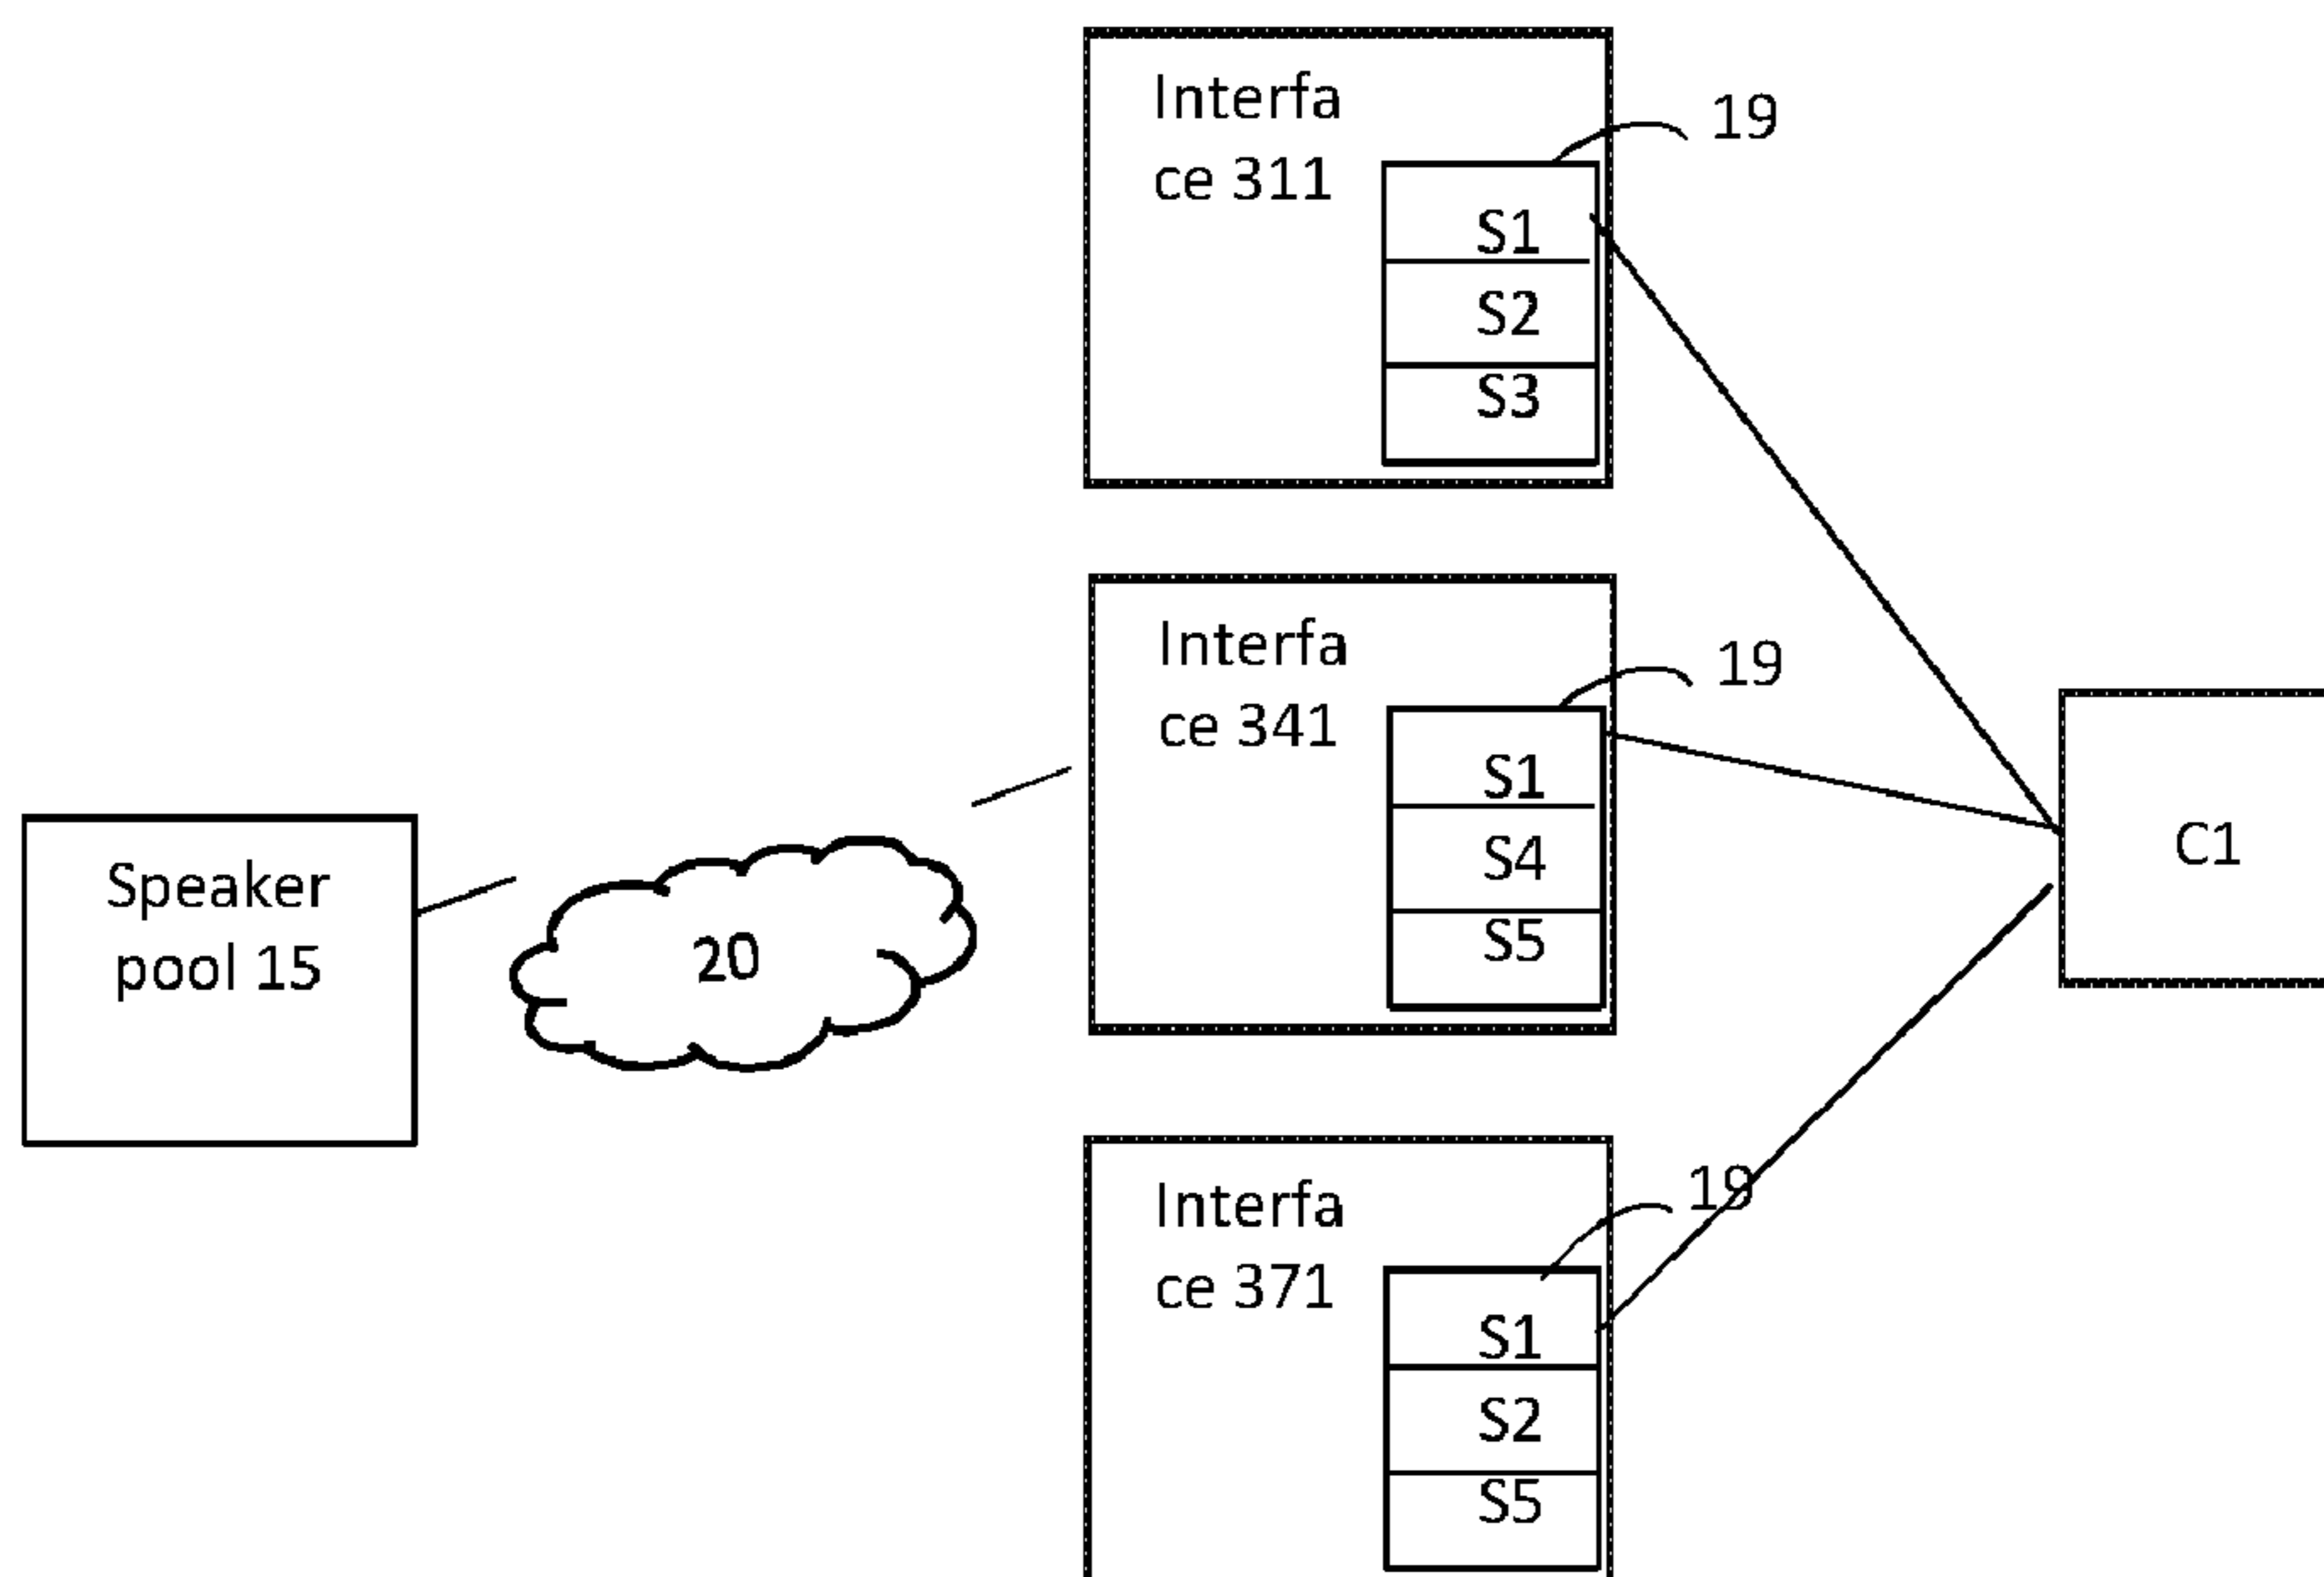 Interfa
ce 311
19
S1
S2
S3
Interfa
ce 341
19
S1
S4
S5
Speaker
pool 15
20
C1
Interfa
ce 371
19
S1
S2
S5